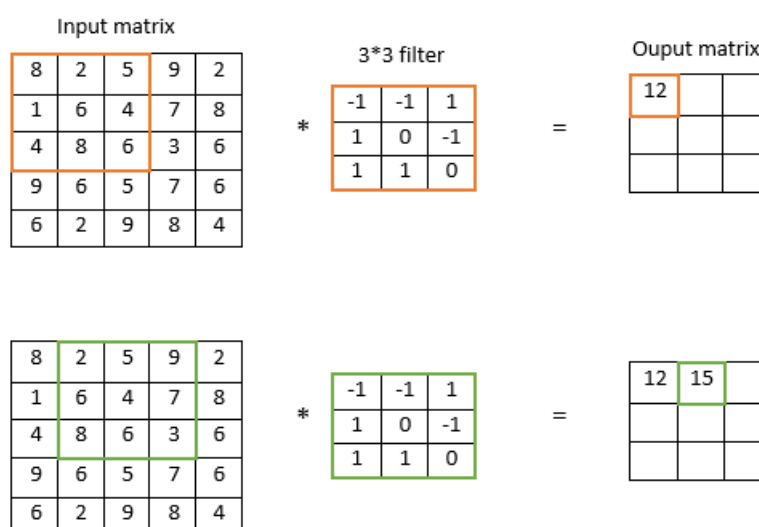 Input matrix
3*3 filter
Ouput matrix
8 2 5 9 2
-1 -1 1
12
1 6 4 7 8
* 1 0 -1 =
4 8 6 3 6
1 1 0
9 6 5 7 6
6 2 9 8 4
8 2 5 9 2
-1 -1 1
12 15
1 6 4 7 8
* 1 0 -1 =
4 8 6 3 6
1 1 0
9 6 5 7 6
6 2 9 8 4